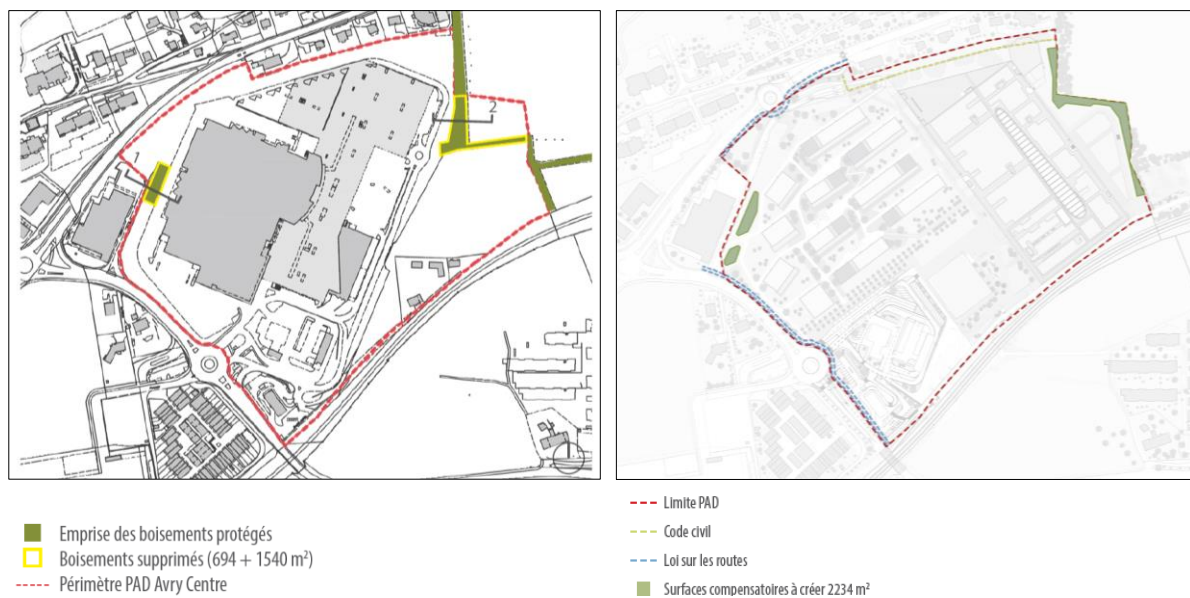 1
2
Emprise des boisements protégés
Boisements supprimés (694 + 1540 m²)
Périmètre PAD Avry Centre
Limite PAD
Code civil
Loi sur les routes
Surfaces compensatoires à créer 2234 m²